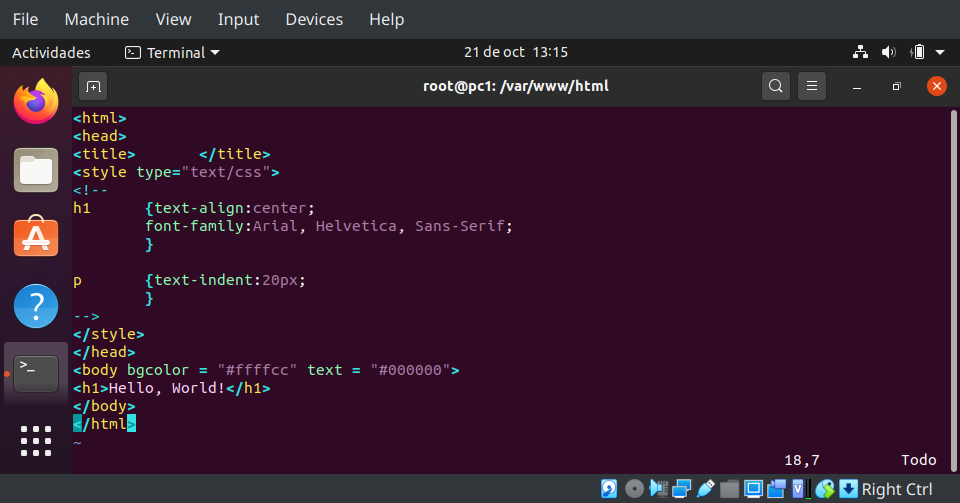 File Machine View Input Devices Help
Actividades Terminal 21 de oct 13:15
root@pc1: /var/www/html
<html>
<head>
<title>       </title>
<style type="text/css">
<!--
h1      {text-align:center;
        font-family:Arial, Helvetica, Sans-Serif;
        }
p       {text-indent:20px;
        }
-->
</style>
</head>
<body bgcolor = "#ffffcc" text = "#000000">
<h1>Hello, World!</h1>
</body>
</html>
~
18,7 Todo
Right Ctrl